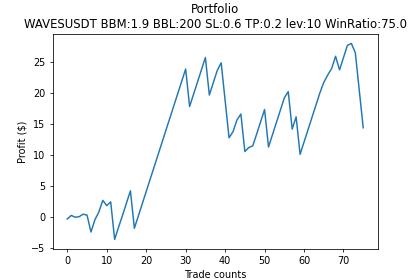 Portfolio
WAVESUSDT BBM:1.9 BBL:200 SL:0.6 TP:0.2 lev:10 WinRatio:75.0
25
20
15
10
5
0
−5
Profit ($)
0 10 20 30 40 50 60 70
Trade counts